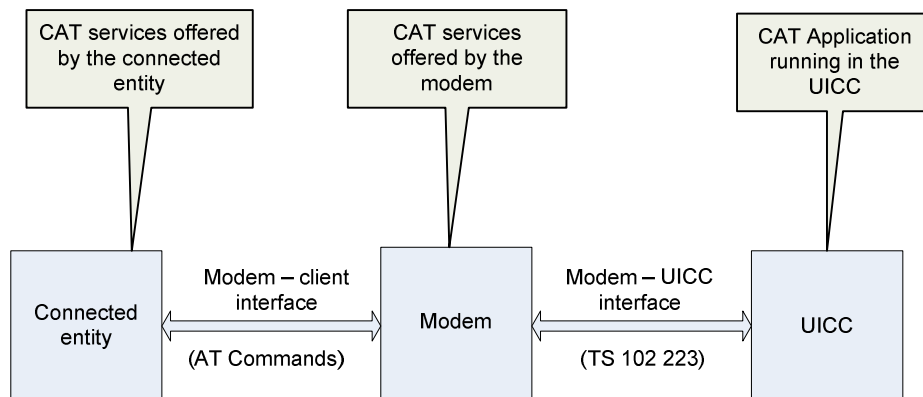 CAT services offered
by the connected
entity
CAT services
offered by the
modem
CAT Application
running in the
UICC
Connected
entity
Modem – client
interface
(AT Commands)
Modem
Modem – UICC
interface
(TS 102 223)
UICC